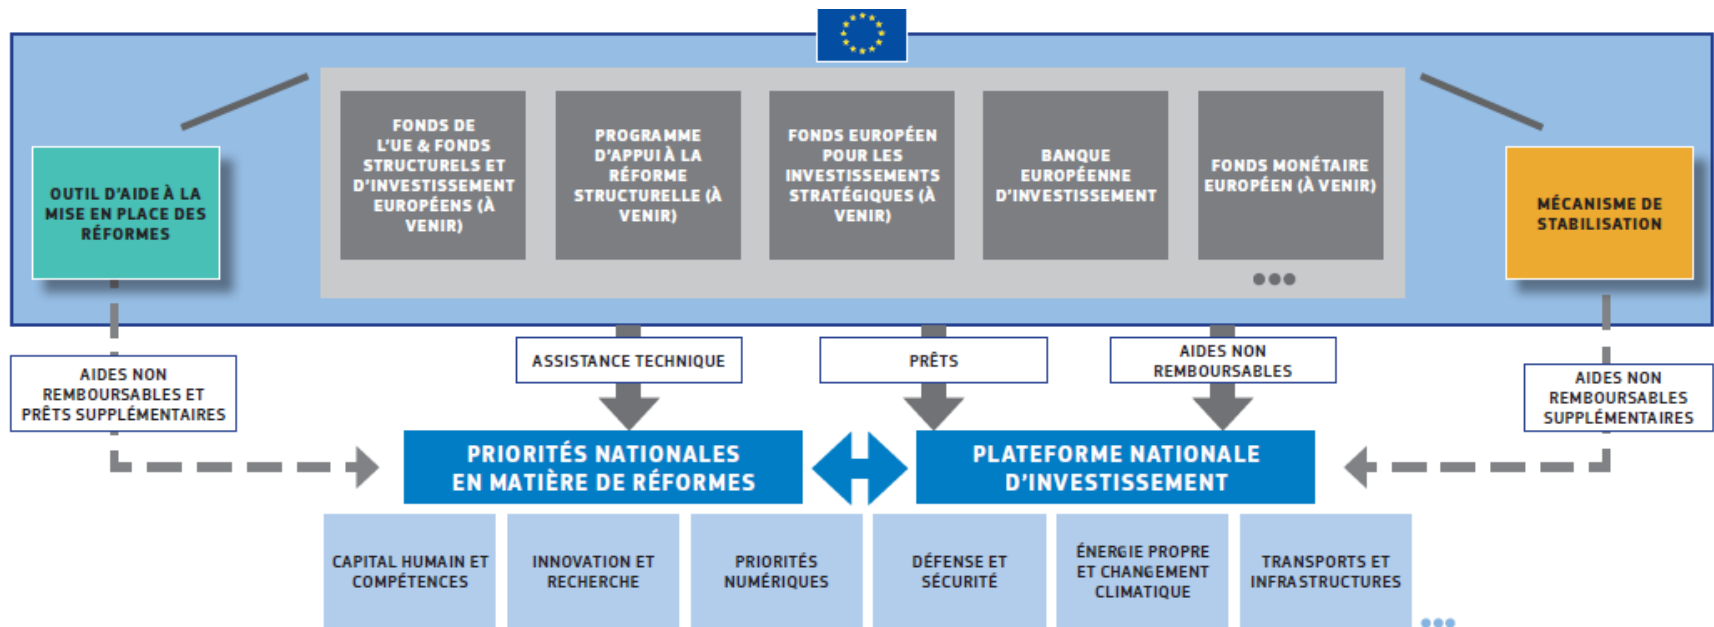 FONDS DE
L'UE & FONDS
STRUCTURELS ET
D'INVESTISSEMENT
EUROPÉENS (À
VENIR)
PROGRAMME
D'APPUI À LA
RÉFORME
STRUCTURELLE (À
VENIR)
FONDS EUROPÉEN
POUR LES
INVESTISSEMENTS
STRATÉGIQUES (À
VENIR)
BANQUE
EUROPÉENNE
D'INVESTISSEMENT
FONDS MONÉTAIRE
EUROPÉEN (À VENIR)
OUTIL D'AIDE À LA
MISE EN PLACE DES
RÉFORMES
MÉCANISME DE
STABILISATION
AIDES NON
REMBOURSABLES ET
PRÊTS SUPPLÉMENTAIRES
ASSISTANCE TECHNIQUE
PRÊTS
AIDES NON
REMBOURSABLES
AIDES NON
REMBOURSABLES
SUPPLÉMENTAIRES
PRIORITÉS NATIONALES
EN MATIÈRE DE RÉFORMES
PLATEFORME NATIONALE
D'INVESTISSEMENT
CAPITAL HUMAIN ET
COMPÉTENCES
INNOVATION ET
RECHERCHE
PRIORITÉS
NUMÉRIQUES
DÉFENSE ET
SÉCURITÉ
ÉNERGIE PROPRE
ET CHANGEMENT
CLIMATIQUE
TRANSPORTS ET
INFRASTRUCTURES